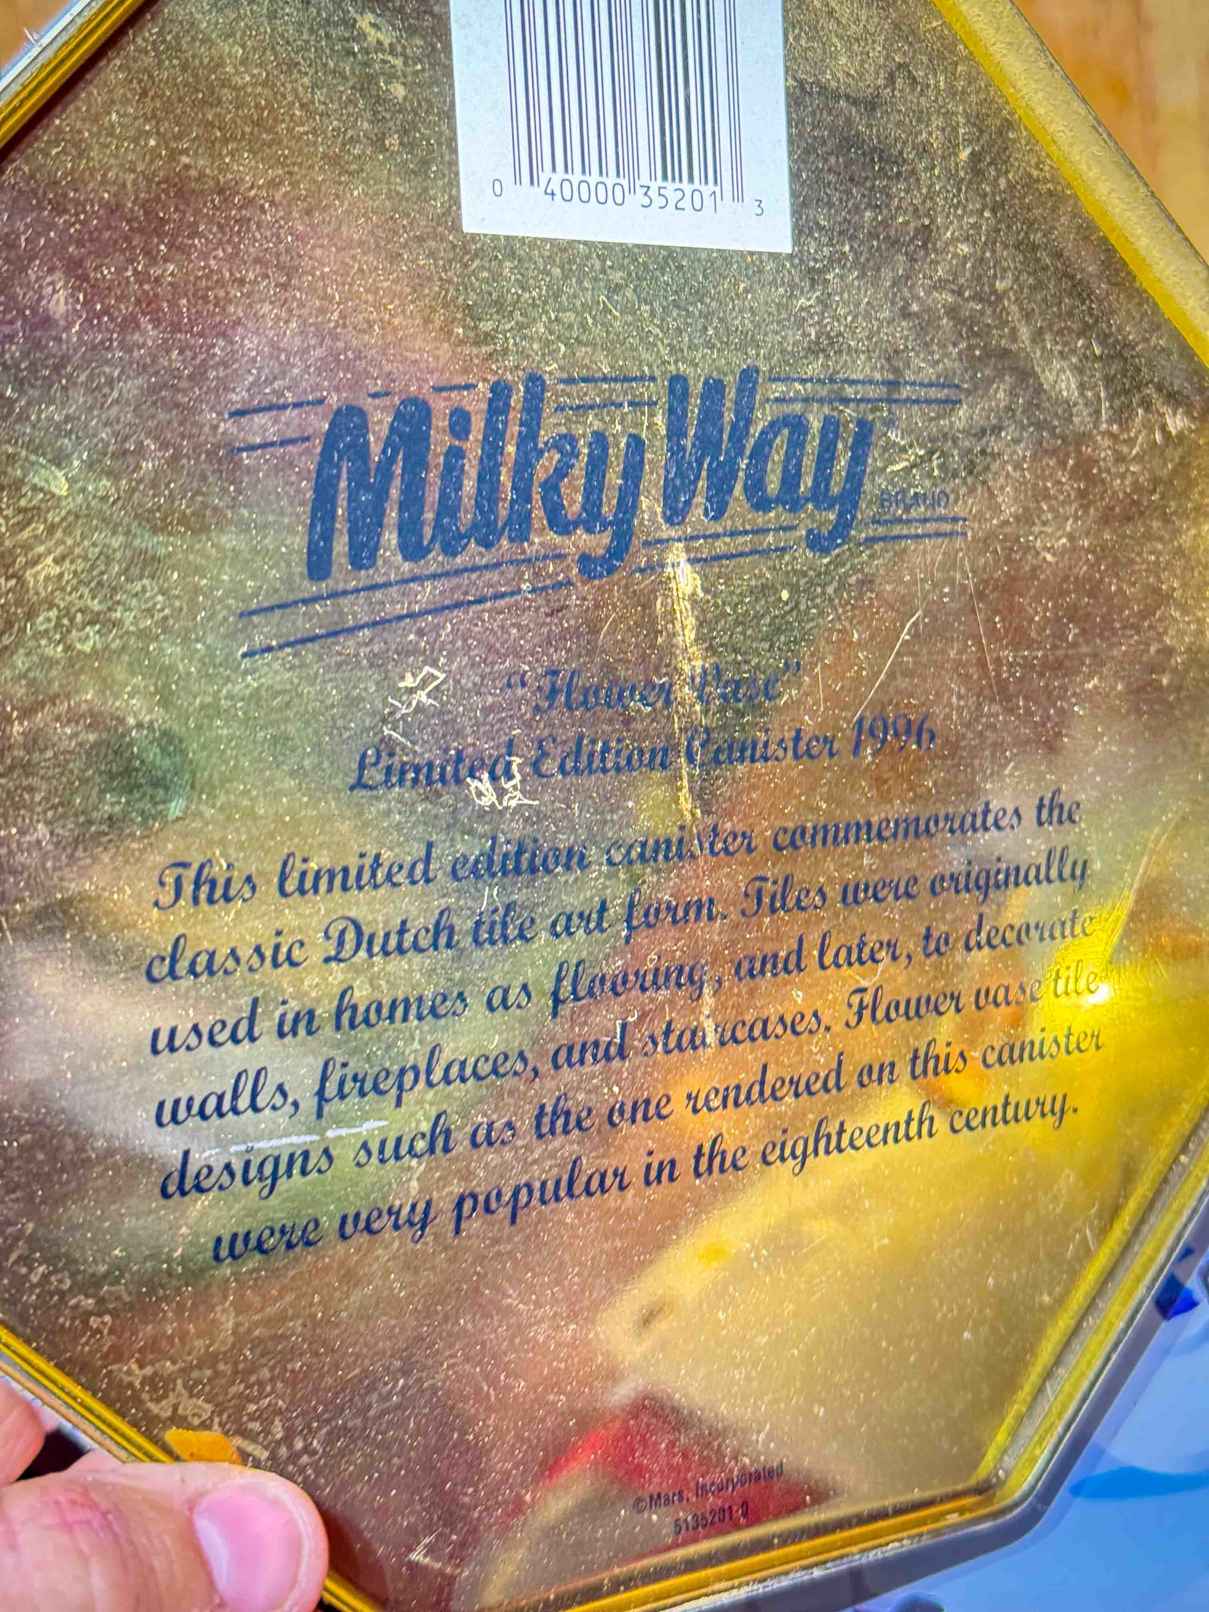 0 40000 35201 3
Milky Way
BRAND
“Flower Vase”
Limited Edition Canister 1996
This limited edition canister commemorates the
classic Dutch tile art form. Tiles were originally
used in homes as flooring, and later, to decorate
walls, fireplaces, and staircases. Flower vase tile
designs such as the one rendered on this canister
were very popular in the eighteenth century.
©Mars, Incorporated
5135201-0